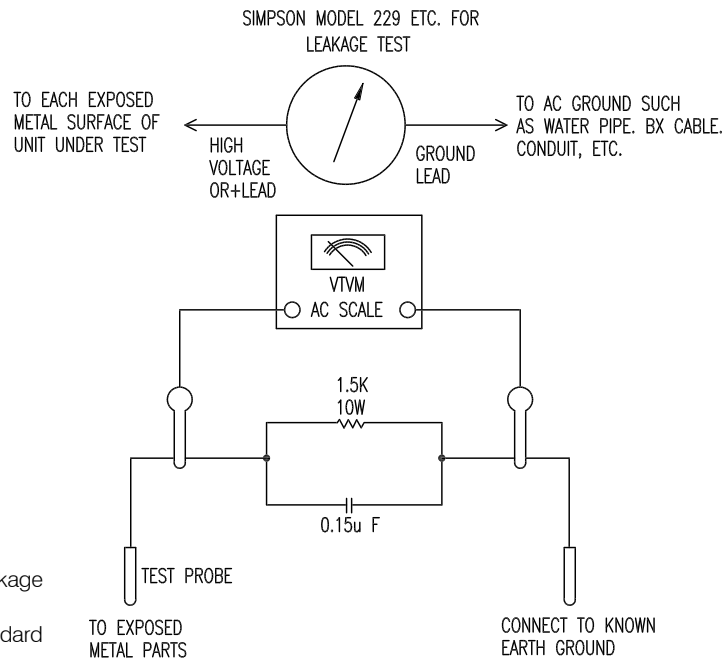 SIMPSON MODEL 229 ETC. FOR
LEAKAGE TEST
TO EACH EXPOSED
METAL SURFACE OF
UNIT UNDER TEST
HIGH
VOLTAGE
OR+LEAD
GROUND
LEAD
TO AC GROUND SUCH
AS WATER PIPE. BX CABLE.
CONDUIT, ETC.
VTVM
AC SCALE
1.5K
10W
0.15u F
TEST PROBE
kage
dard
TO EXPOSED
METAL PARTS
CONNECT TO KNOWN
EARTH GROUND